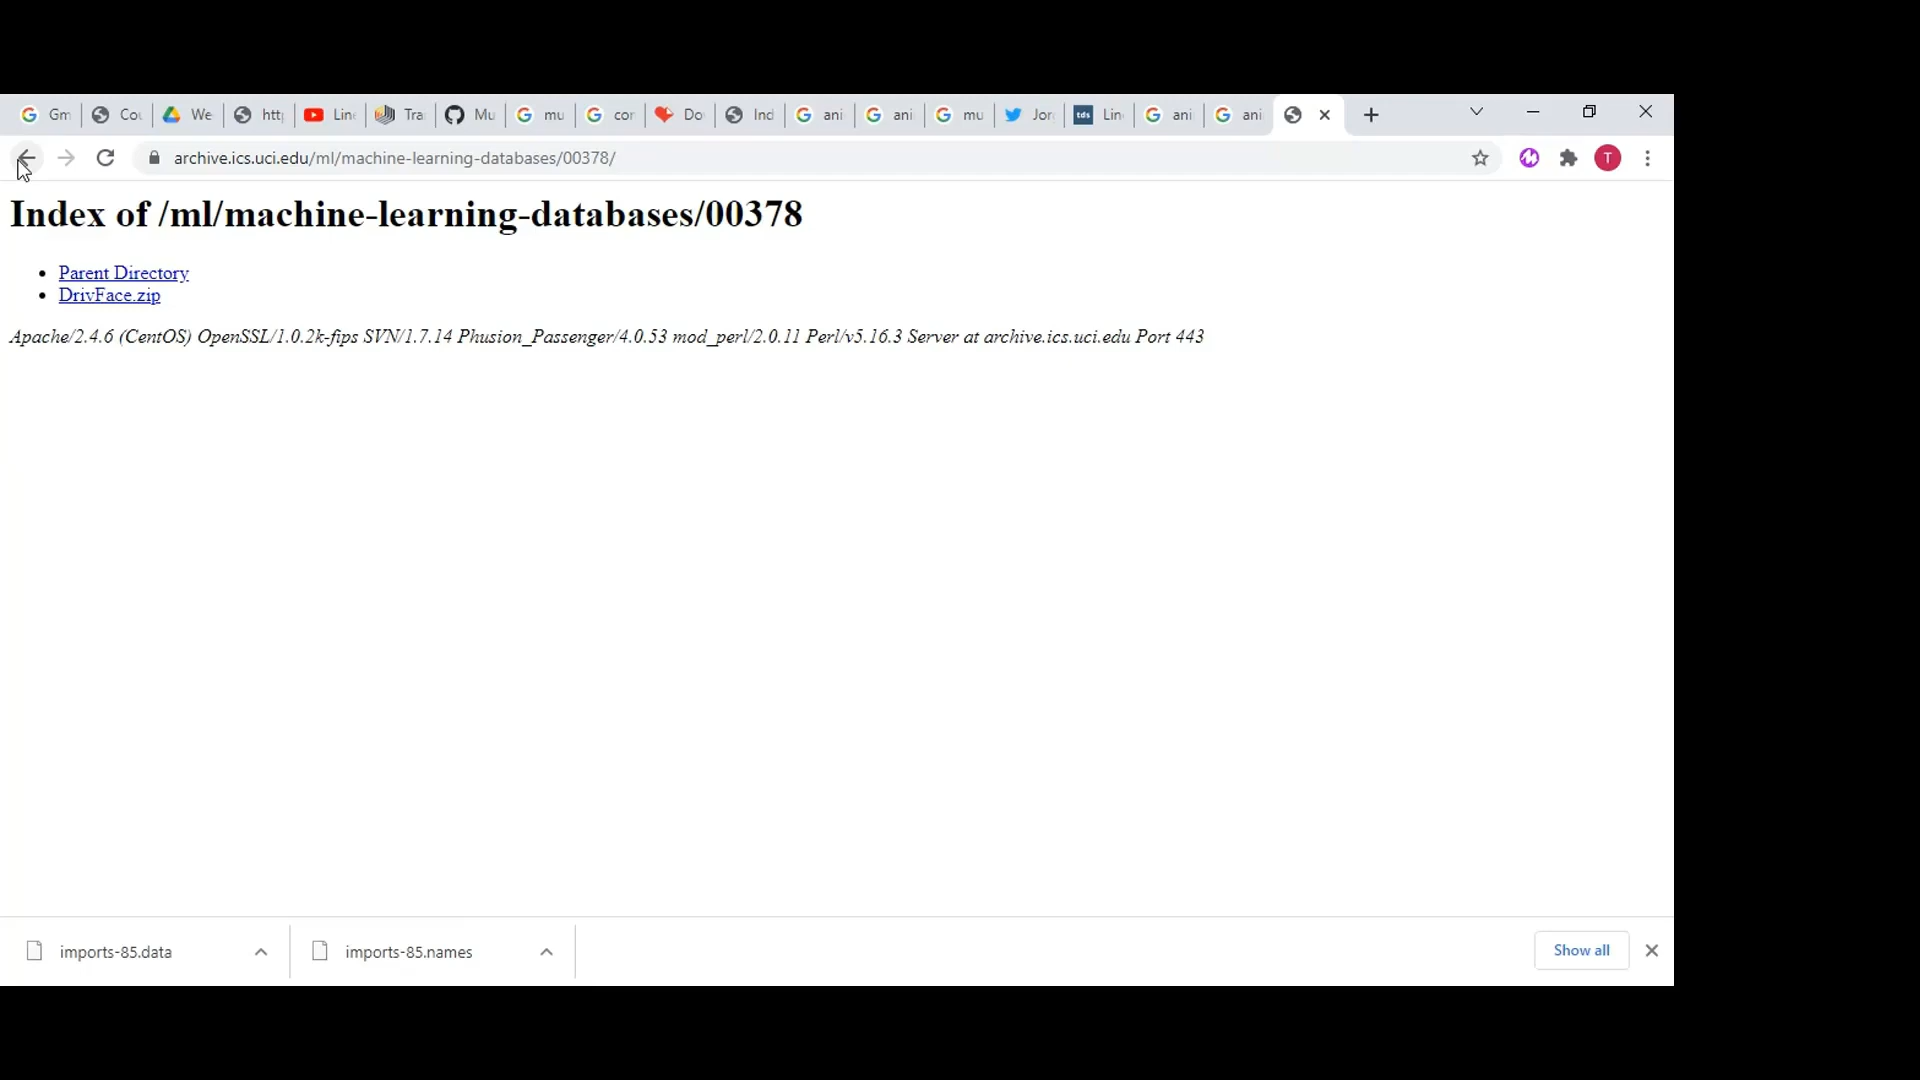 Gm Co We http Lin Tra Mu mu cor Do Ind ani ani mu Jor tds Lin ani ani
archive.ics.uci.edu/ml/machine-learning-databases/00378/
T
Index of /ml/machine-learning-databases/00378
Parent Directory
DrivFace.zip
Apache/2.4.6 (CentOS) OpenSSL/1.0.2k-fips SVN/1.7.14 Phusion_Passenger/4.0.53 mod_perl/2.0.11 Perl/v5.16.3 Server at archive.ics.uci.edu Port 443
imports-85.data imports-85.names Show all